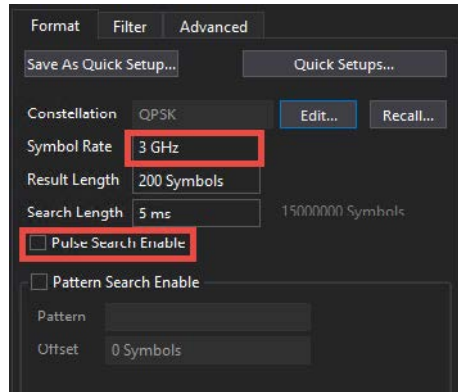 Format Filter Advanced
Save As Quick Setup... Quick Setups...
Constellation QPSK Edit... Recall...
Symbol Rate 3 GHz
Result Length 200 Symbols
Search Length 5 ms 15000000 Symbols
Pulse Search Enable
Pattern Search Enable
Pattern
Offset 0 Symbols